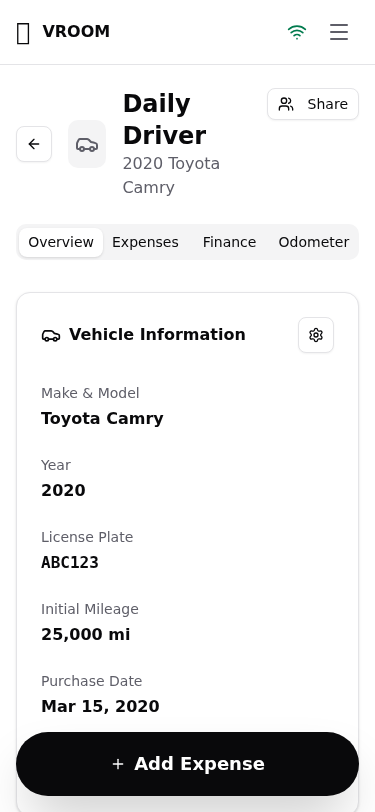 VROOM
Daily
Driver
2020 Toyota
Camry
Share
Overview Expenses Finance Odometer
Vehicle Information
Make & Model
Toyota Camry
Year
2020
License Plate
ABC123
Initial Mileage
25,000 mi
Purchase Date
Mar 15, 2020
+ Add Expense